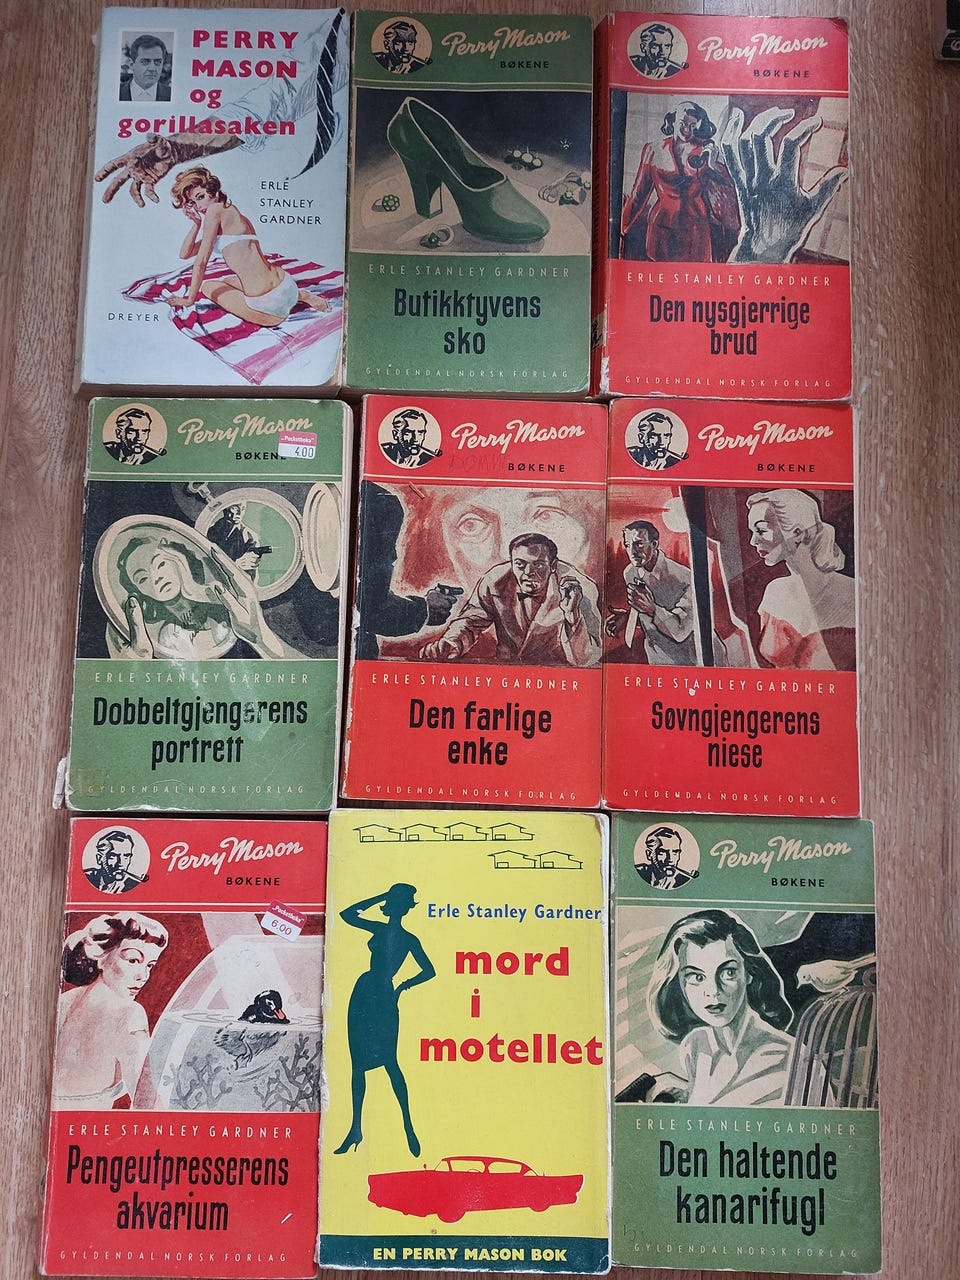 PERRY
MASON
og
gorillasaken
ERLE
STANLEY
GARDNER
DREYER
Perry Mason
BØKENE
ERLE STANLEY GARDNER
Butikktyvens
sko
GYLDENDAL NORSK FORLAG
Perry Mason
BØKENE
ERLE STANLEY GARDNER
Den nysgjerrige
brud
GYLDENDAL NORSK FORLAG
Perry Mason
BØKENE
"Pocketboks"
4.00
ERLE STANLEY GARDNER
Dobbeltgjengerens
portrett
GYLDENDAL NORSK FORLAG
Perry Mason
BØKENE
ERLE STANLEY GARDNER
Den farlige
enke
GYLDENDAL NORSK FORLAG
Perry Mason
BØKENE
ERLE STANLEY GARDNER
Søvngjengerens
niese
GYLDENDAL NORSK FORLAG
Perry Mason
BØKENE
"Pocketboks"
6.00
ERLE STANLEY GARDNER
Pengeutpresserens
akvarium
GYLDENDAL NORSK FORLAG
Erle Stanley Gardner
mord
i
motellet
EN PERRY MASON BOK
Perry Mason
BØKENE
ERLE STANLEY GARDNER
Den haltende
kanarifugl
GYLDENDAL NORSK FORLAG